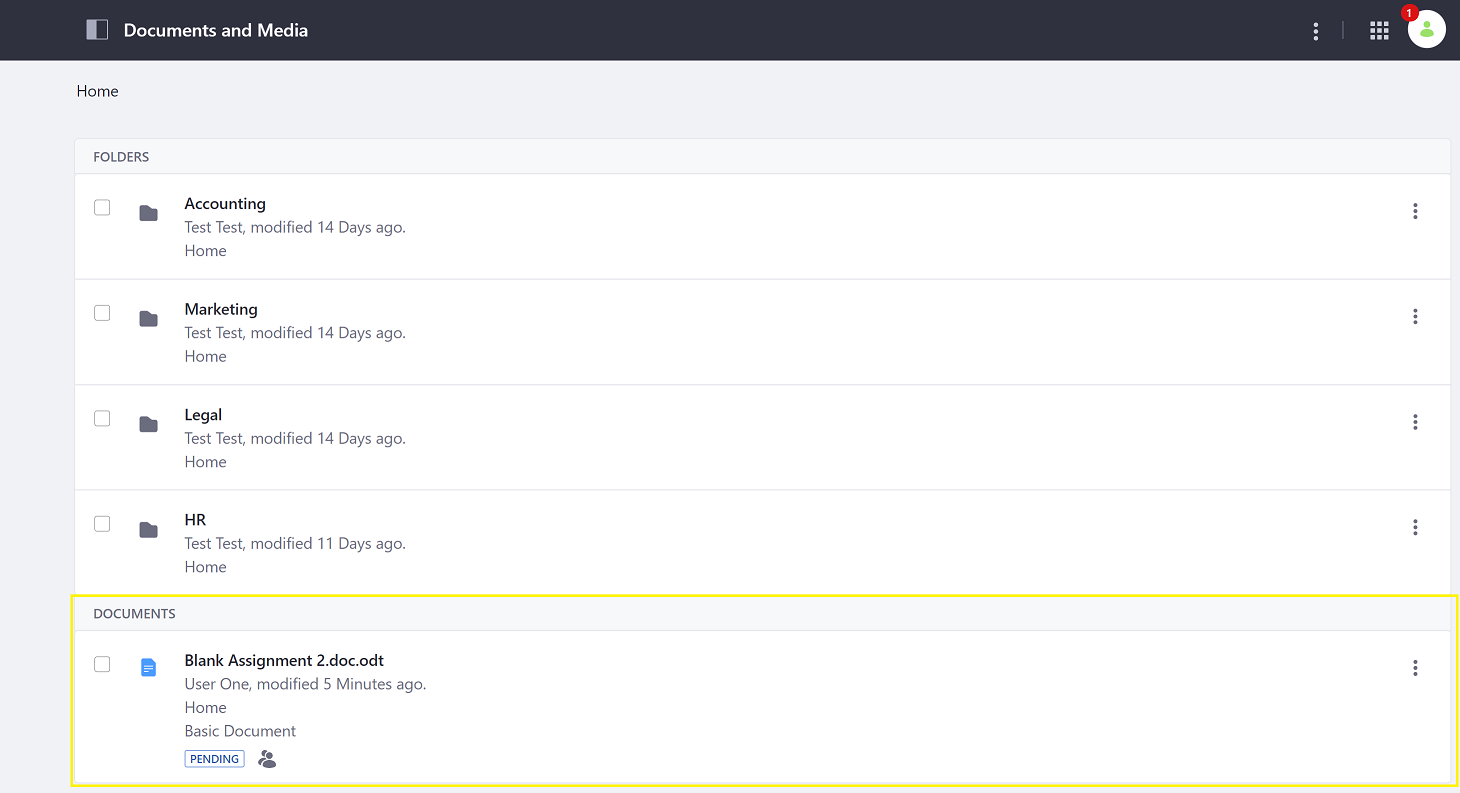 Documents and Media
1
Home
FOLDERS
Accounting
Test Test, modified 14 Days ago.
Home
Marketing
Test Test, modified 14 Days ago.
Home
Legal
Test Test, modified 14 Days ago.
Home
HR
Test Test, modified 11 Days ago.
Home
DOCUMENTS
Blank Assignment 2.doc.odt
User One, modified 5 Minutes ago.
Home
Basic Document
PENDING